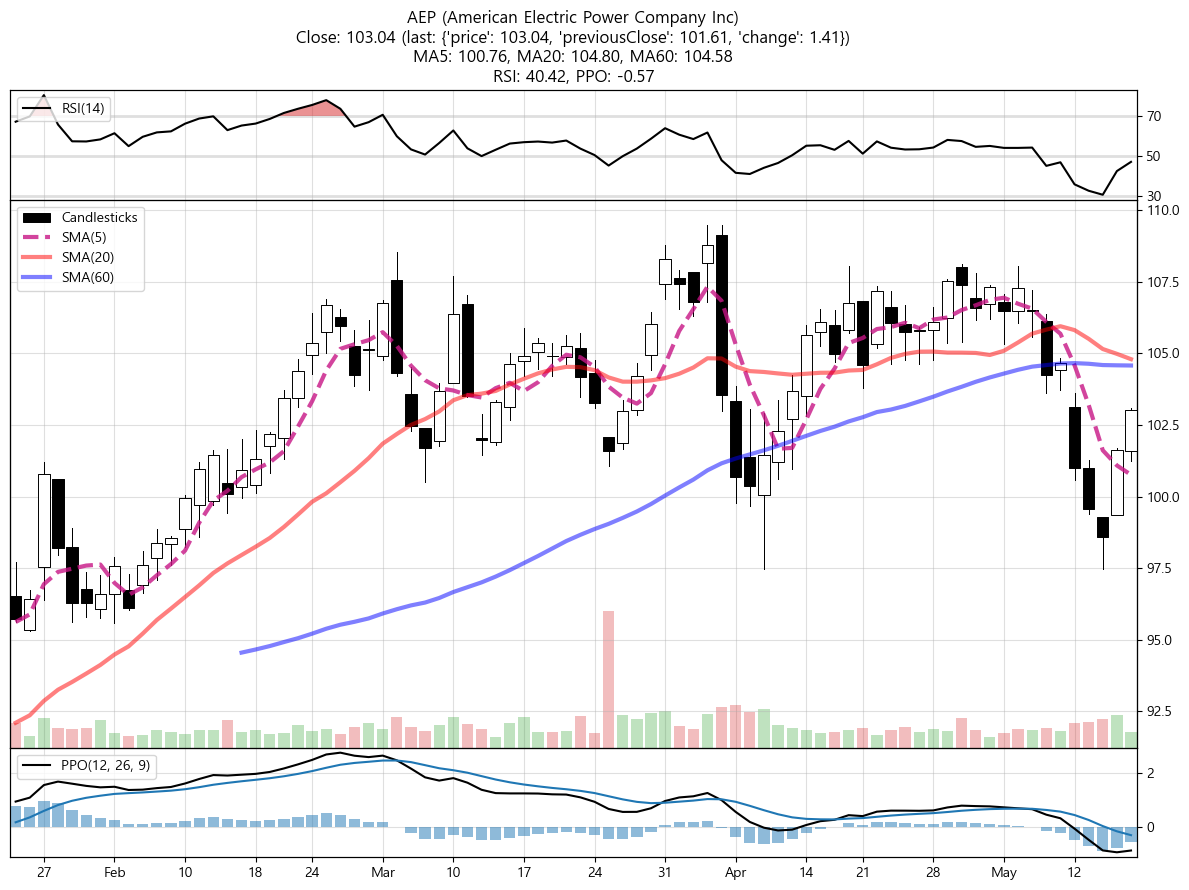 AEP (American Electric Power Company Inc)
Close: 103.04 (last: {'price': 103.04, 'previousClose': 101.61, 'change': 1.41})
MA5: 100.76, MA20: 104.80, MA60: 104.58
RSI: 40.42, PPO: -0.57
RSI(14)
70
50
30
Candlesticks
SMA(5)
SMA(20)
SMA(60)
110.0
107.5
105.0
102.5
100.0
97.5
95.0
92.5
PPO(12, 26, 9)
2
0
27 Feb 10 18 24 Mar 10 17 24 31 Apr 14 21 28 May 12